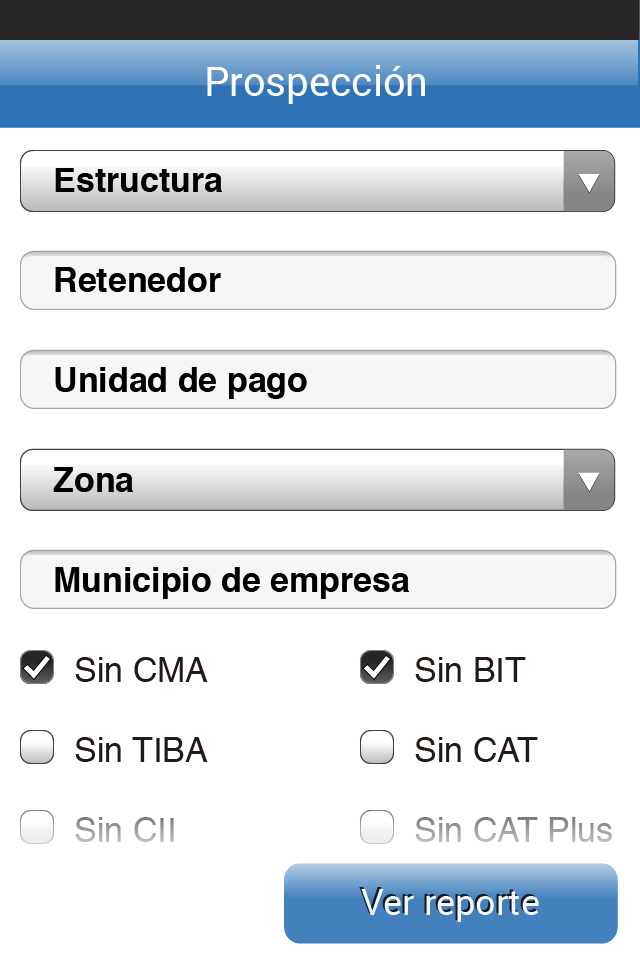 Prospección
Estructura
Retenedor
Unidad de pago
Zona
Municipio de empresa
Sin CMA
Sin BIT
Sin TIBA
Sin CAT
Sin CII
Sin CAT Plus
Ver reporte